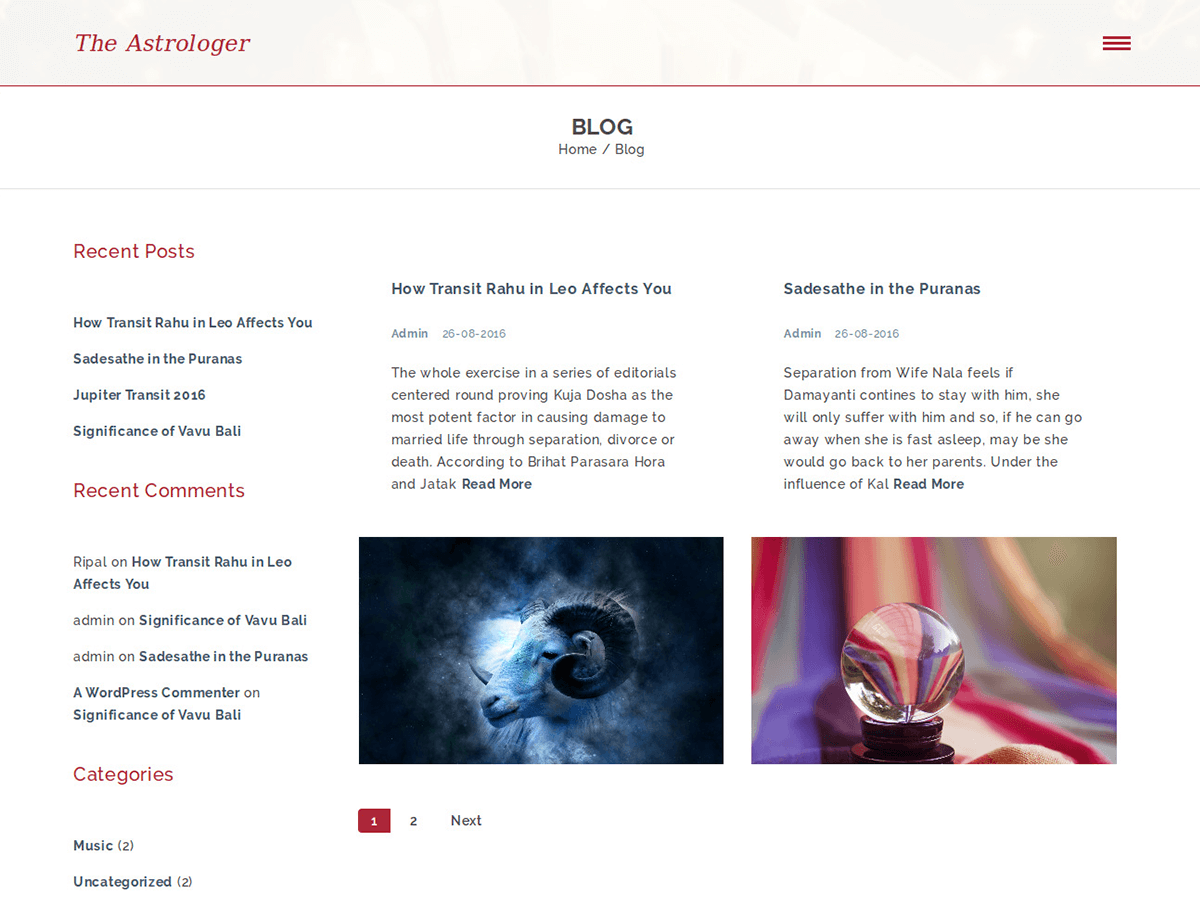 The Astrologer
BLOG
Home / Blog
Recent Posts
How Transit Rahu in Leo Affects You
Sadesathe in the Puranas
Jupiter Transit 2016
Significance of Vavu Bali
Recent Comments
Ripal on How Transit Rahu in Leo
Affects You
admin on Significance of Vavu Bali
admin on Sadesathe in the Puranas
A WordPress Commenter on
Significance of Vavu Bali
Categories
Music (2)
Uncategorized (2)
How Transit Rahu in Leo Affects You
Admin 26-08-2016
The whole exercise in a series of editorials
centered round proving Kuja Dosha as the
most potent factor in causing damage to
married life through separation, divorce or
death. According to Brihat Parasara Hora
and Jatak Read More
Sadesathe in the Puranas
Admin 26-08-2016
Separation from Wife Nala feels if
Damayanti contines to stay with him, she
will only suffer with him and so, if he can go
away when she is fast asleep, may be she
would go back to her parents. Under the
influence of Kal Read More
1 2 Next